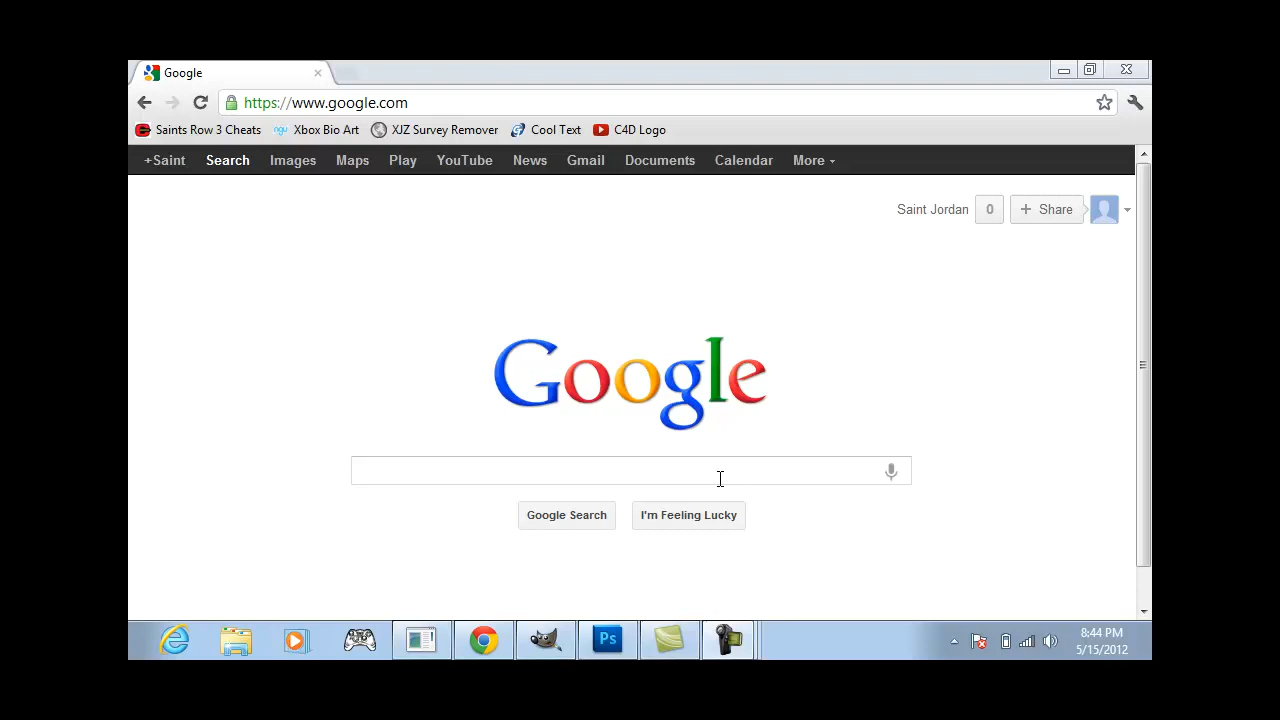 Google
https://www.google.com
Saints Row 3 Cheats ngu Xbox Bio Art XJZ Survey Remover Cool Text C4D Logo
+Saint Search Images Maps Play YouTube News Gmail Documents Calendar More
Saint Jordan 0 + Share
Google
Google Search I'm Feeling Lucky
Ps
8:44 PM
5/15/2012